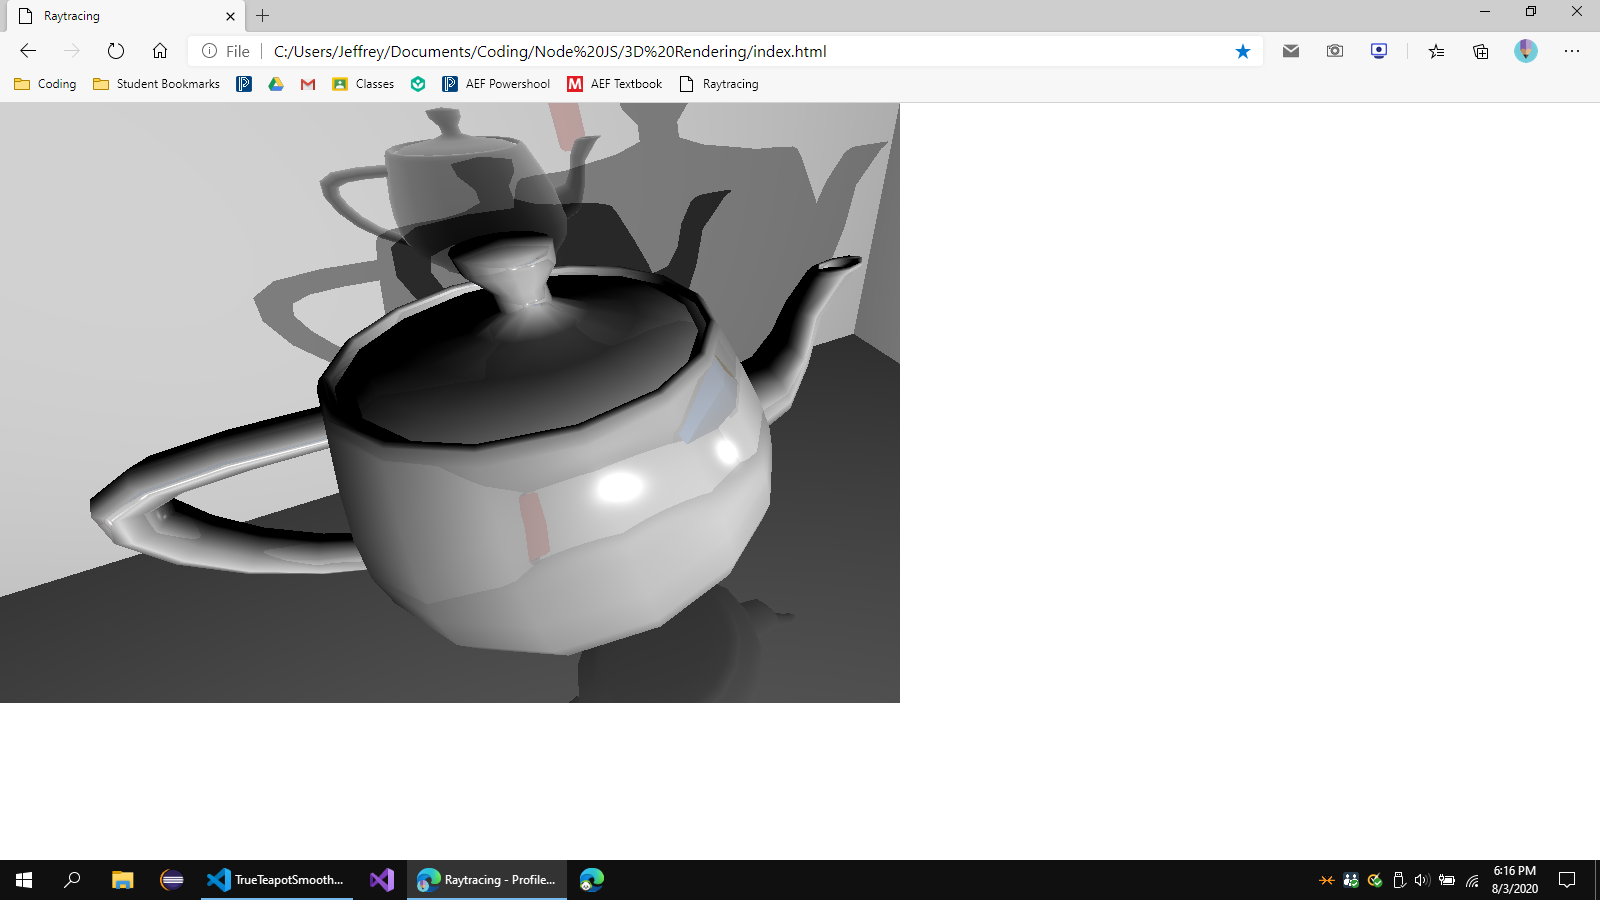 Raytracing
File C:/Users/Jeffrey/Documents/Coding/Node%20JS/3D%20Rendering/index.html
Coding Student Bookmarks Classes AEF Powershool AEF Textbook Raytracing
TrueTeapotSmooth... Raytracing - Profile...
6:16 PM
8/3/2020